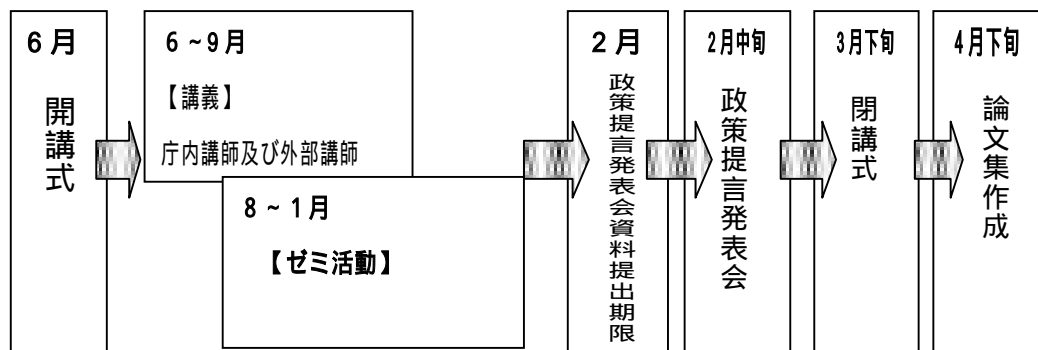 6月
開講式
6~9月
【講義】
庁内講師及び外部講師
8~1月
【ゼミ活動】
2月
政策提言発表会資料提出期限
2月中旬
政策提言発表会
3月下旬
閉講式
4月下旬
論文集作成